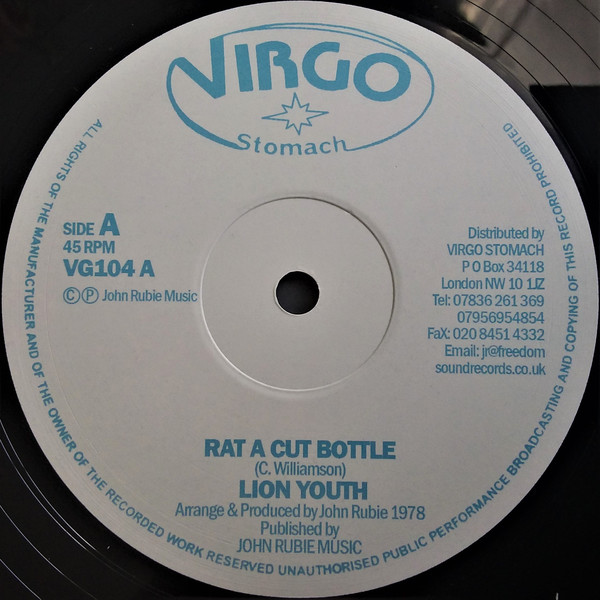 VIRGO
Stomach
ALL RIGHTS OF THE MANUFACTURER AND OF THE OWNER OF THE RECORDED WORK RESERVED UNAUTHORISED PUBLIC PERFORMANCE BROADCASTING AND COPYING OF THIS RECORD PROHIBITED
SIDE A
45 RPM
VG104 A
© ℗ John Rubie Music
Distributed by
VIRGO STOMACH
P O Box 34118
London NW 10 1JZ
Tel: 07836 261 369
07956954854
FaX: 020 8451 4332
Email: jr@freedom
soundrecords.co.uk
RAT A CUT BOTTLE
(C. Williamson)
LION YOUTH
Arrange & Produced by John Rubie 1978
Published by
JOHN RUBIE MUSIC